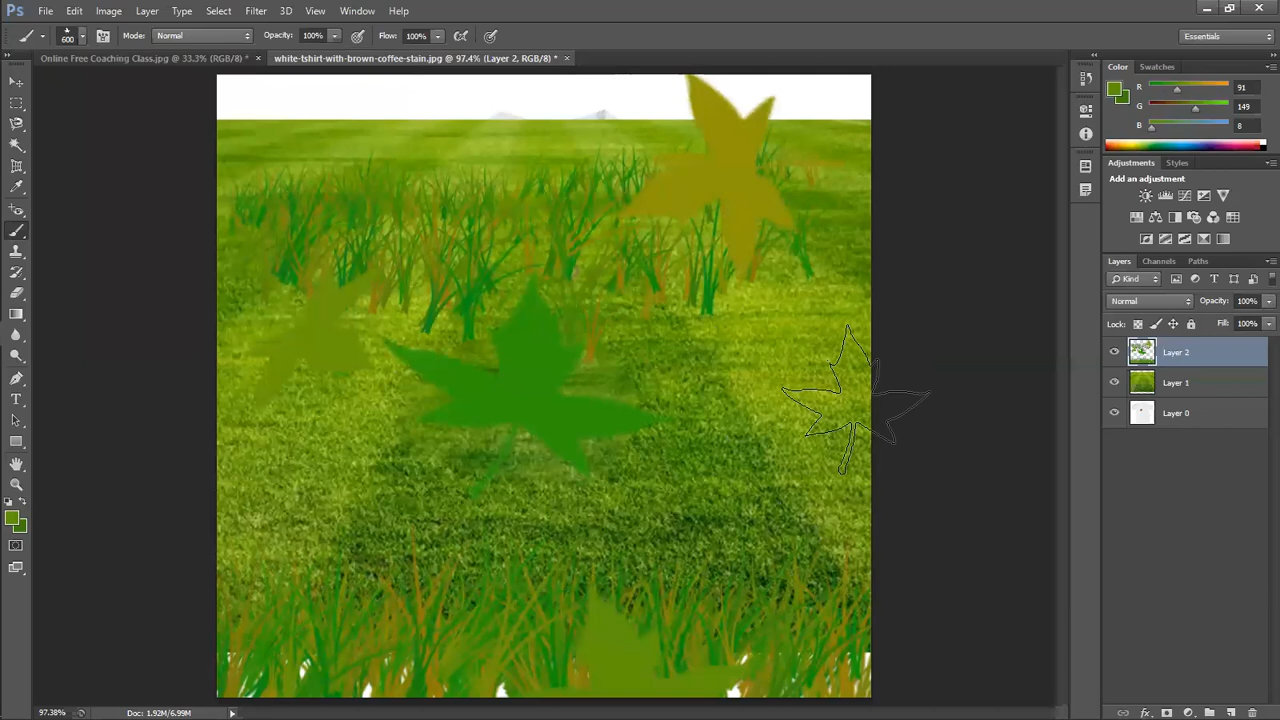 Ps File Edit Image Layer Type Select Filter 3D View Window Help
600 Mode: Normal Opacity: 100% Flow: 100% Essentials
Online Free Coaching Class.jpg @ 33.3% (RGB/8) * × white-tshirt-with-brown-coffee-stain.jpg @ 97.4% (Layer 2, RGB/8) * ×
Color Swatches
R 91
G 149
B 8
Adjustments Styles
Add an adjustment
Layers Channels Paths
Kind
Normal Opacity: 100%
Lock: Fill: 100%
Layer 2
Layer 1
Layer 0
97.38% Doc: 1.92M/6.99M